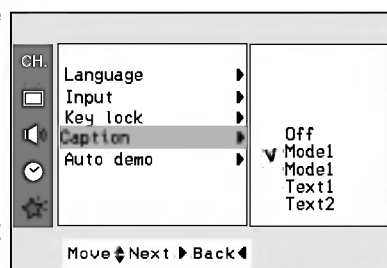 CH.
Language
Input
Key lock
Caption
Auto demo
Off
Mode1
Mode1
Text1
Text2
Move Next Back